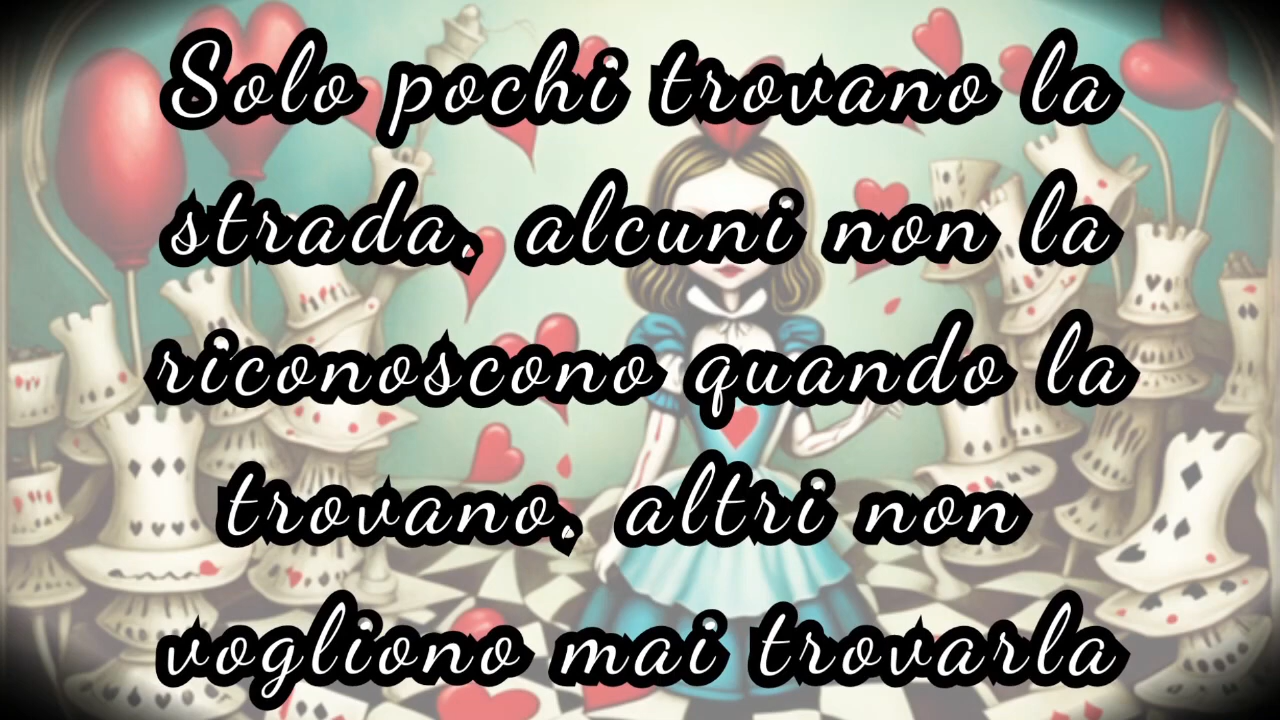 Solo pochi trovano la
strada, alcuni non la
riconoscono quando la
trovano, altri non
vogliono mai trovarla